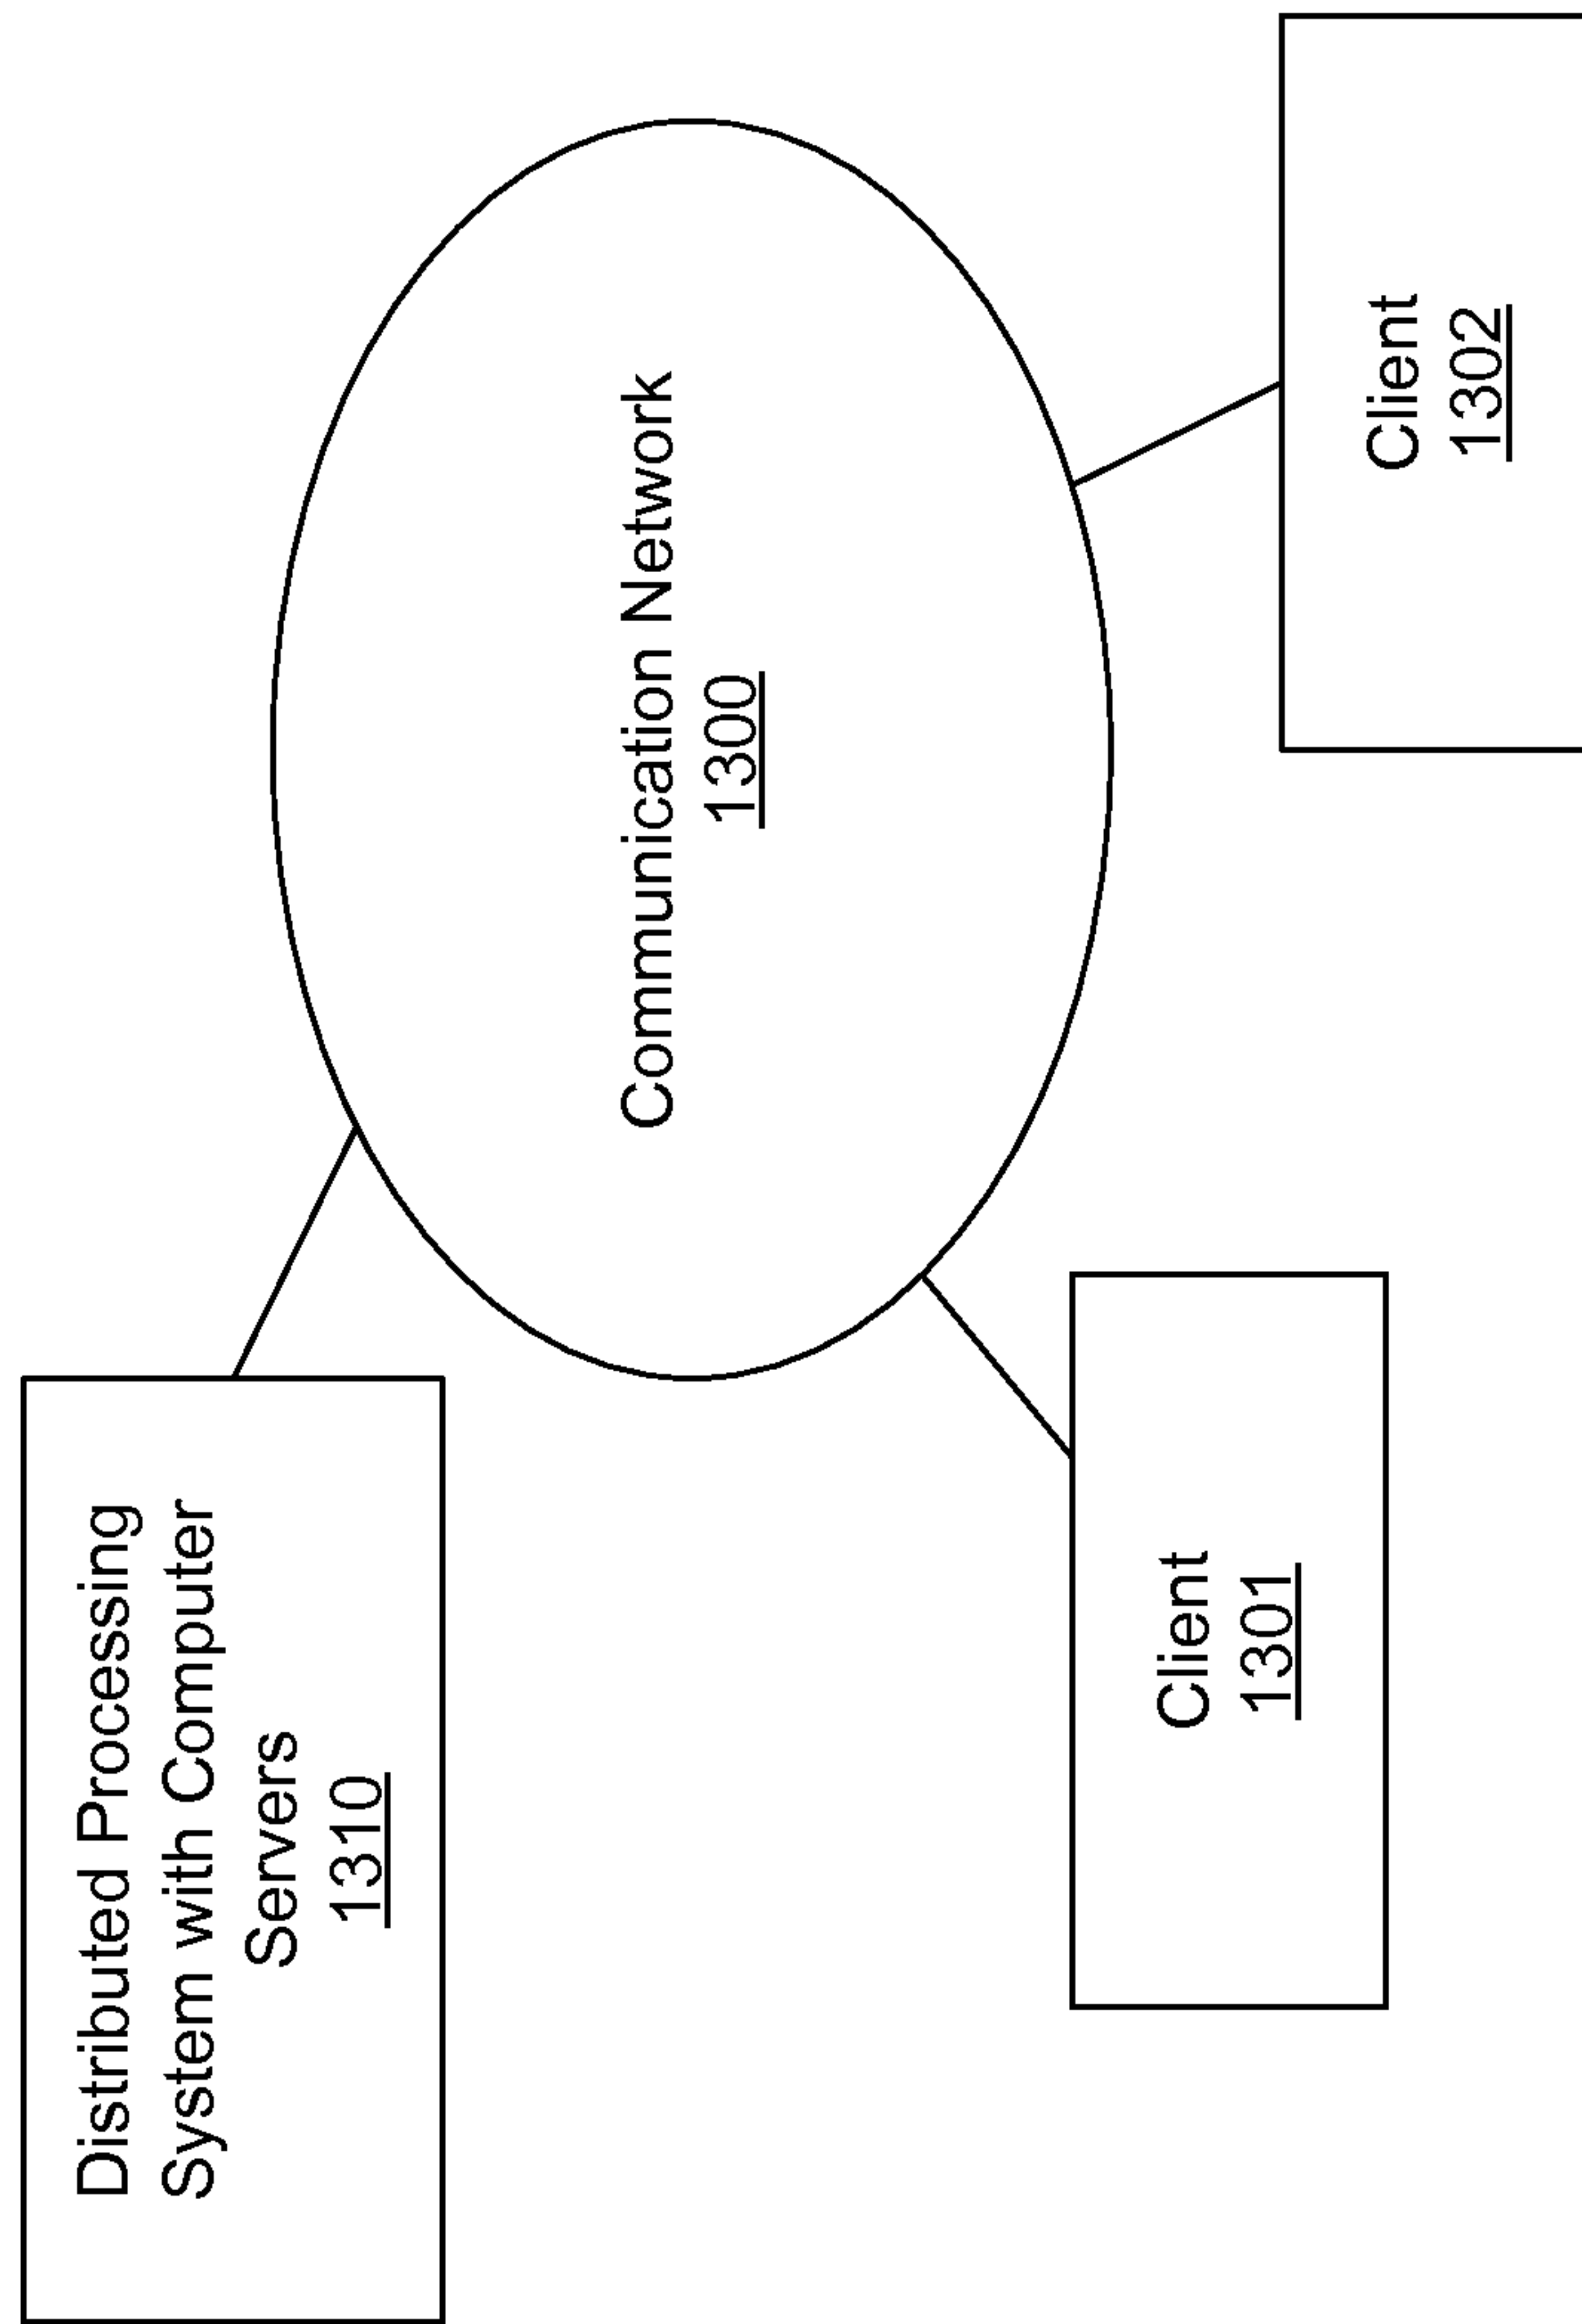 Distributed Processing
System with Computer
Servers
1310
Communication Network
1300
Client
1301
Client
1302